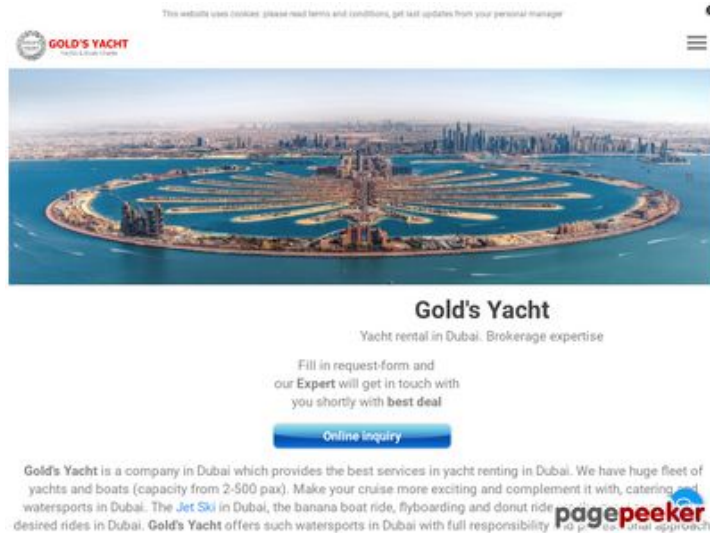 This website uses cookies: please read terms and conditions, get last updates from your personal manager
GOLD'S YACHT
Gold's Yacht
Yacht rental in Dubai. Brokerage expertise
Fill in request-form and
our Expert will get in touch with
you shortly with best deal
Online inquiry
Gold's Yacht is a company in Dubai which provides the best services in yacht renting in Dubai. We have huge fleet of
yachts and boats (capacity from 2-500 pax). Make your cruise more exciting and complement it with, catering and
watersports in Dubai. The Jet Ski in Dubai, the banana boat ride, flyboarding and donut ride
desired rides in Dubai. Gold's Yacht offers such watersports in Dubai with full responsibility approach
pagepeeker